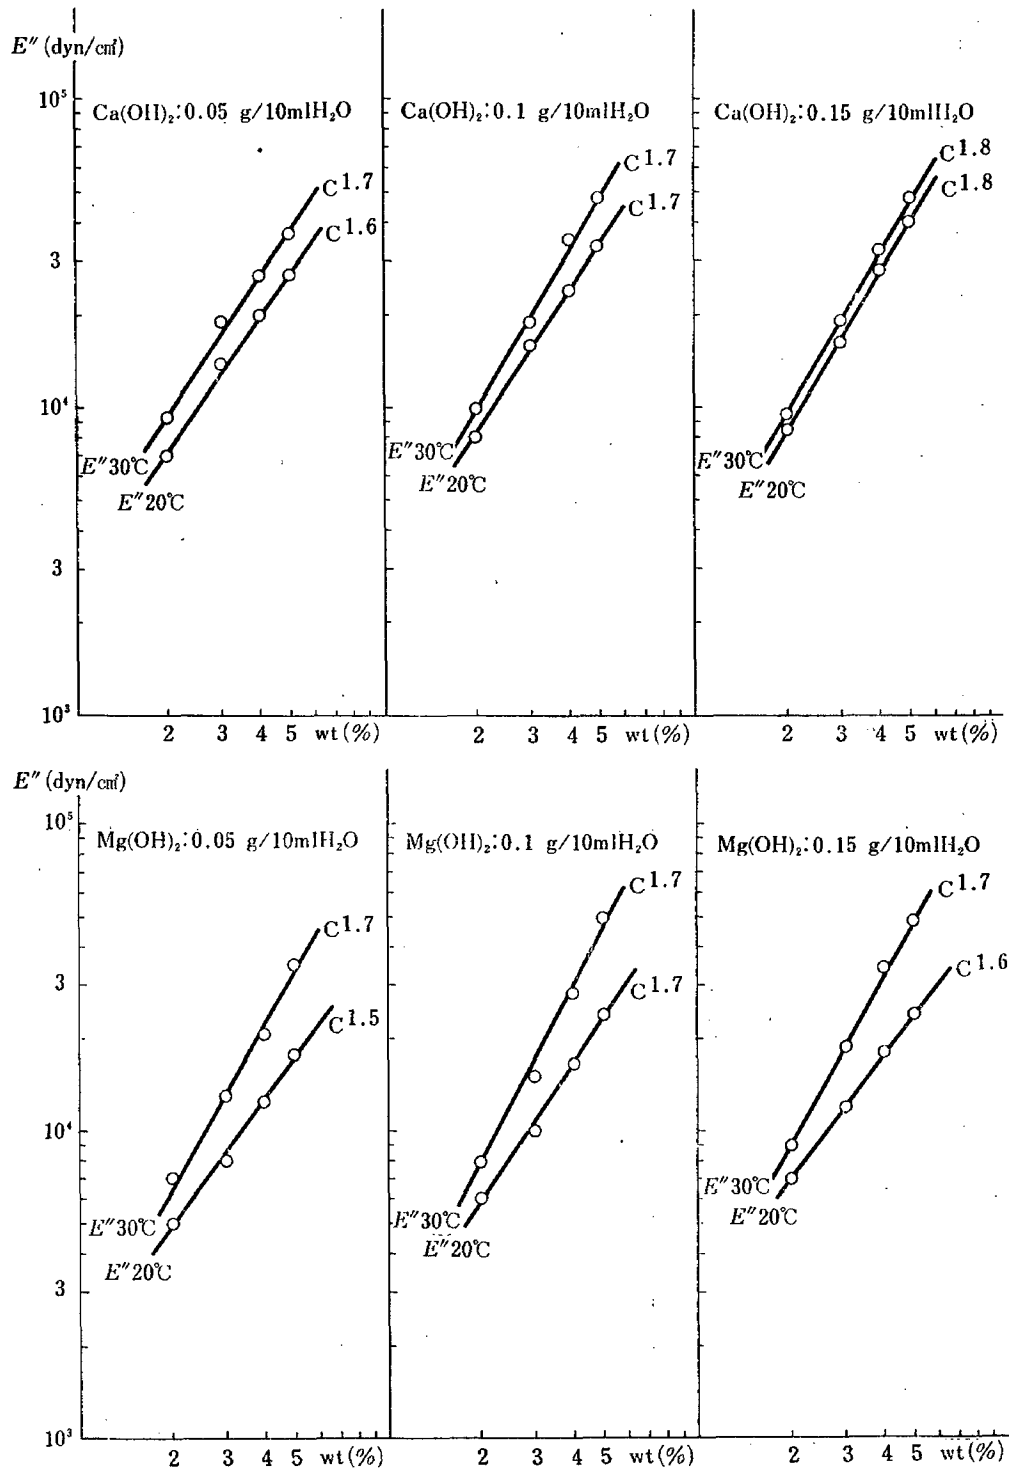 E″ (dyn/cm²)
10⁵
Ca(OH)₂:0.05 g/10mlH₂O
Ca(OH)₂:0.1 g/10mlH₂O
Ca(OH)₂:0.15 g/10mlH₂O
C1.7
C1.6
C1.7
C1.7
C1.8
C1.8
3
10⁴
E″30℃
E″20℃
E″30℃
E″20℃
E″30℃
E″20℃
3
10³
2 3 4 5 wt(%)
2 3 4 5 wt(%)
2 3 4 5 wt(%)
E″ (dyn/cm²)
10⁵
Mg(OH)₂:0.05 g/10mlH₂O
Mg(OH)₂:0.1 g/10mlH₂O
Mg(OH)₂:0.15 g/10mlH₂O
C1.7
C1.5
C1.7
C1.7
C1.7
C1.6
3
10⁴
E″30℃
E″20℃
E″30℃
E″20℃
E″30℃
E″20℃
3
10³
2 3 4 5 wt(%)
2 3 4 5 wt(%)
2 3 4 5 wt(%)